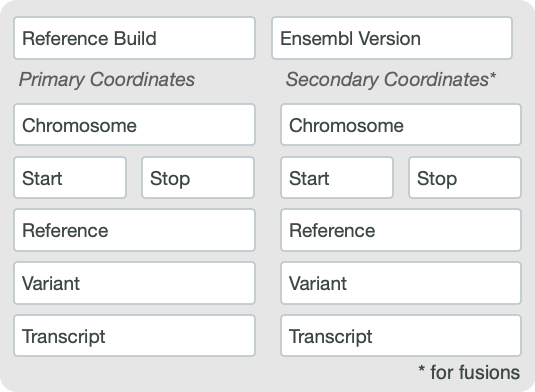 Reference Build
Ensembl Version
Primary Coordinates
Secondary Coordinates*
Chromosome
Chromosome
Start
Stop
Start
Stop
Reference
Reference
Variant
Variant
Transcript
Transcript
* for fusions